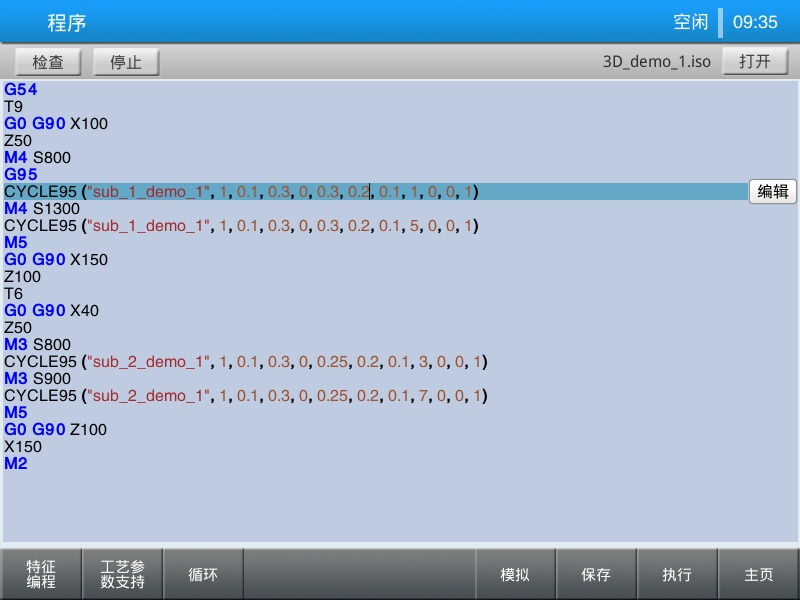 程序 空闲 09:35
检查 停止 3D_demo_1.iso 打开
G54
T9
G0 G90 X100
Z50
M4 S800
G95
CYCLE95 ("sub_1_demo_1", 1, 0.1, 0.3, 0, 0.3, 0.2, 0.1, 1, 0, 0, 1) 编辑
M4 S1300
CYCLE95 ("sub_1_demo_1", 1, 0.1, 0.3, 0, 0.3, 0.2, 0.1, 5, 0, 0, 1)
M5
G0 G90 X150
Z100
T6
G0 G90 X40
Z50
M3 S800
CYCLE95 ("sub_2_demo_1", 1, 0.1, 0.3, 0, 0.25, 0.2, 0.1, 3, 0, 0, 1)
M3 S900
CYCLE95 ("sub_2_demo_1", 1, 0.1, 0.3, 0, 0.25, 0.2, 0.1, 7, 0, 0, 1)
M5
G0 G90 Z100
X150
M2
特征
编程
工艺参
数支持
循环
模拟
保存
执行
主页